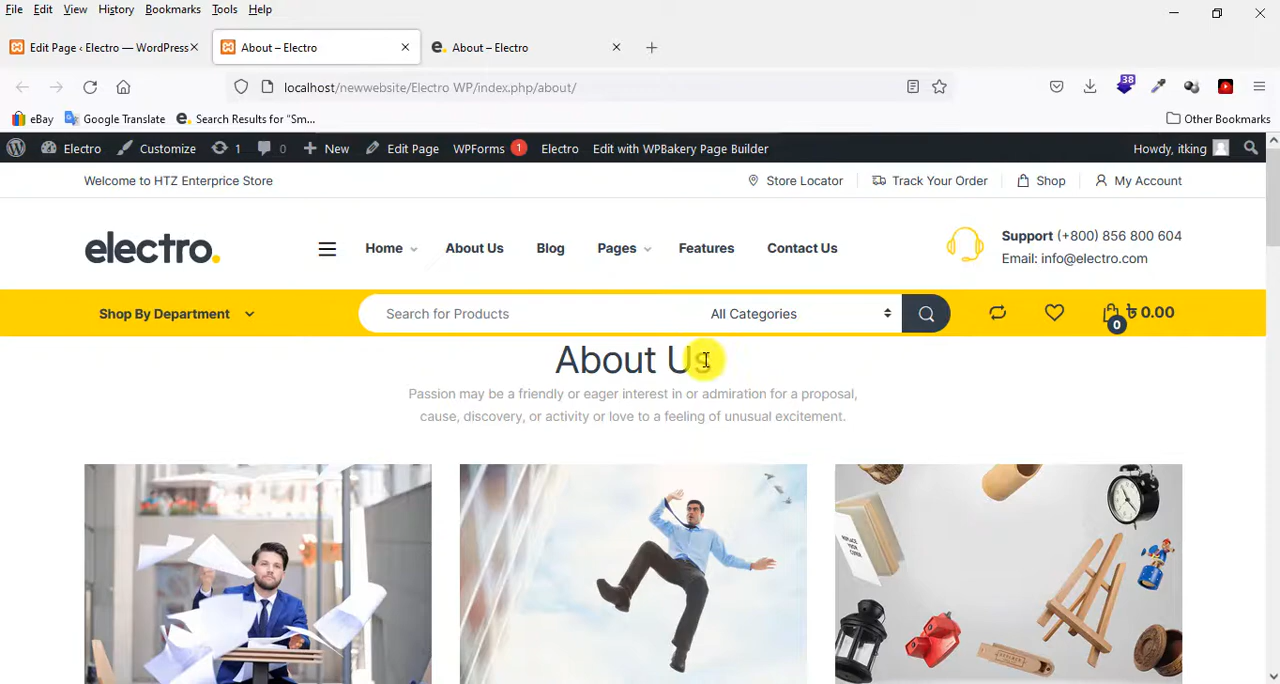 File Edit View History Bookmarks Tools Help
Edit Page ‹ Electro — WordPress
About – Electro
About – Electro
localhost/newwebsite/Electro WP/index.php/about/
38
eBay
Google Translate
Search Results for "Sm...
Other Bookmarks
Electro
Customize
1
0
New
Edit Page
WPForms 1
Electro
Edit with WPBakery Page Builder
Howdy, itking
Welcome to HTZ Enterprice Store
Store Locator
Track Your Order
Shop
My Account
electro.
Home
About Us
Blog
Pages
Features
Contact Us
Support (+800) 856 800 604
Email: info@electro.com
Shop By Department
Search for Products
All Categories
0
৳ 0.00
About Us
Passion may be a friendly or eager interest in or admiration for a proposal,
cause, discovery, or activity or love to a feeling of unusual excitement.